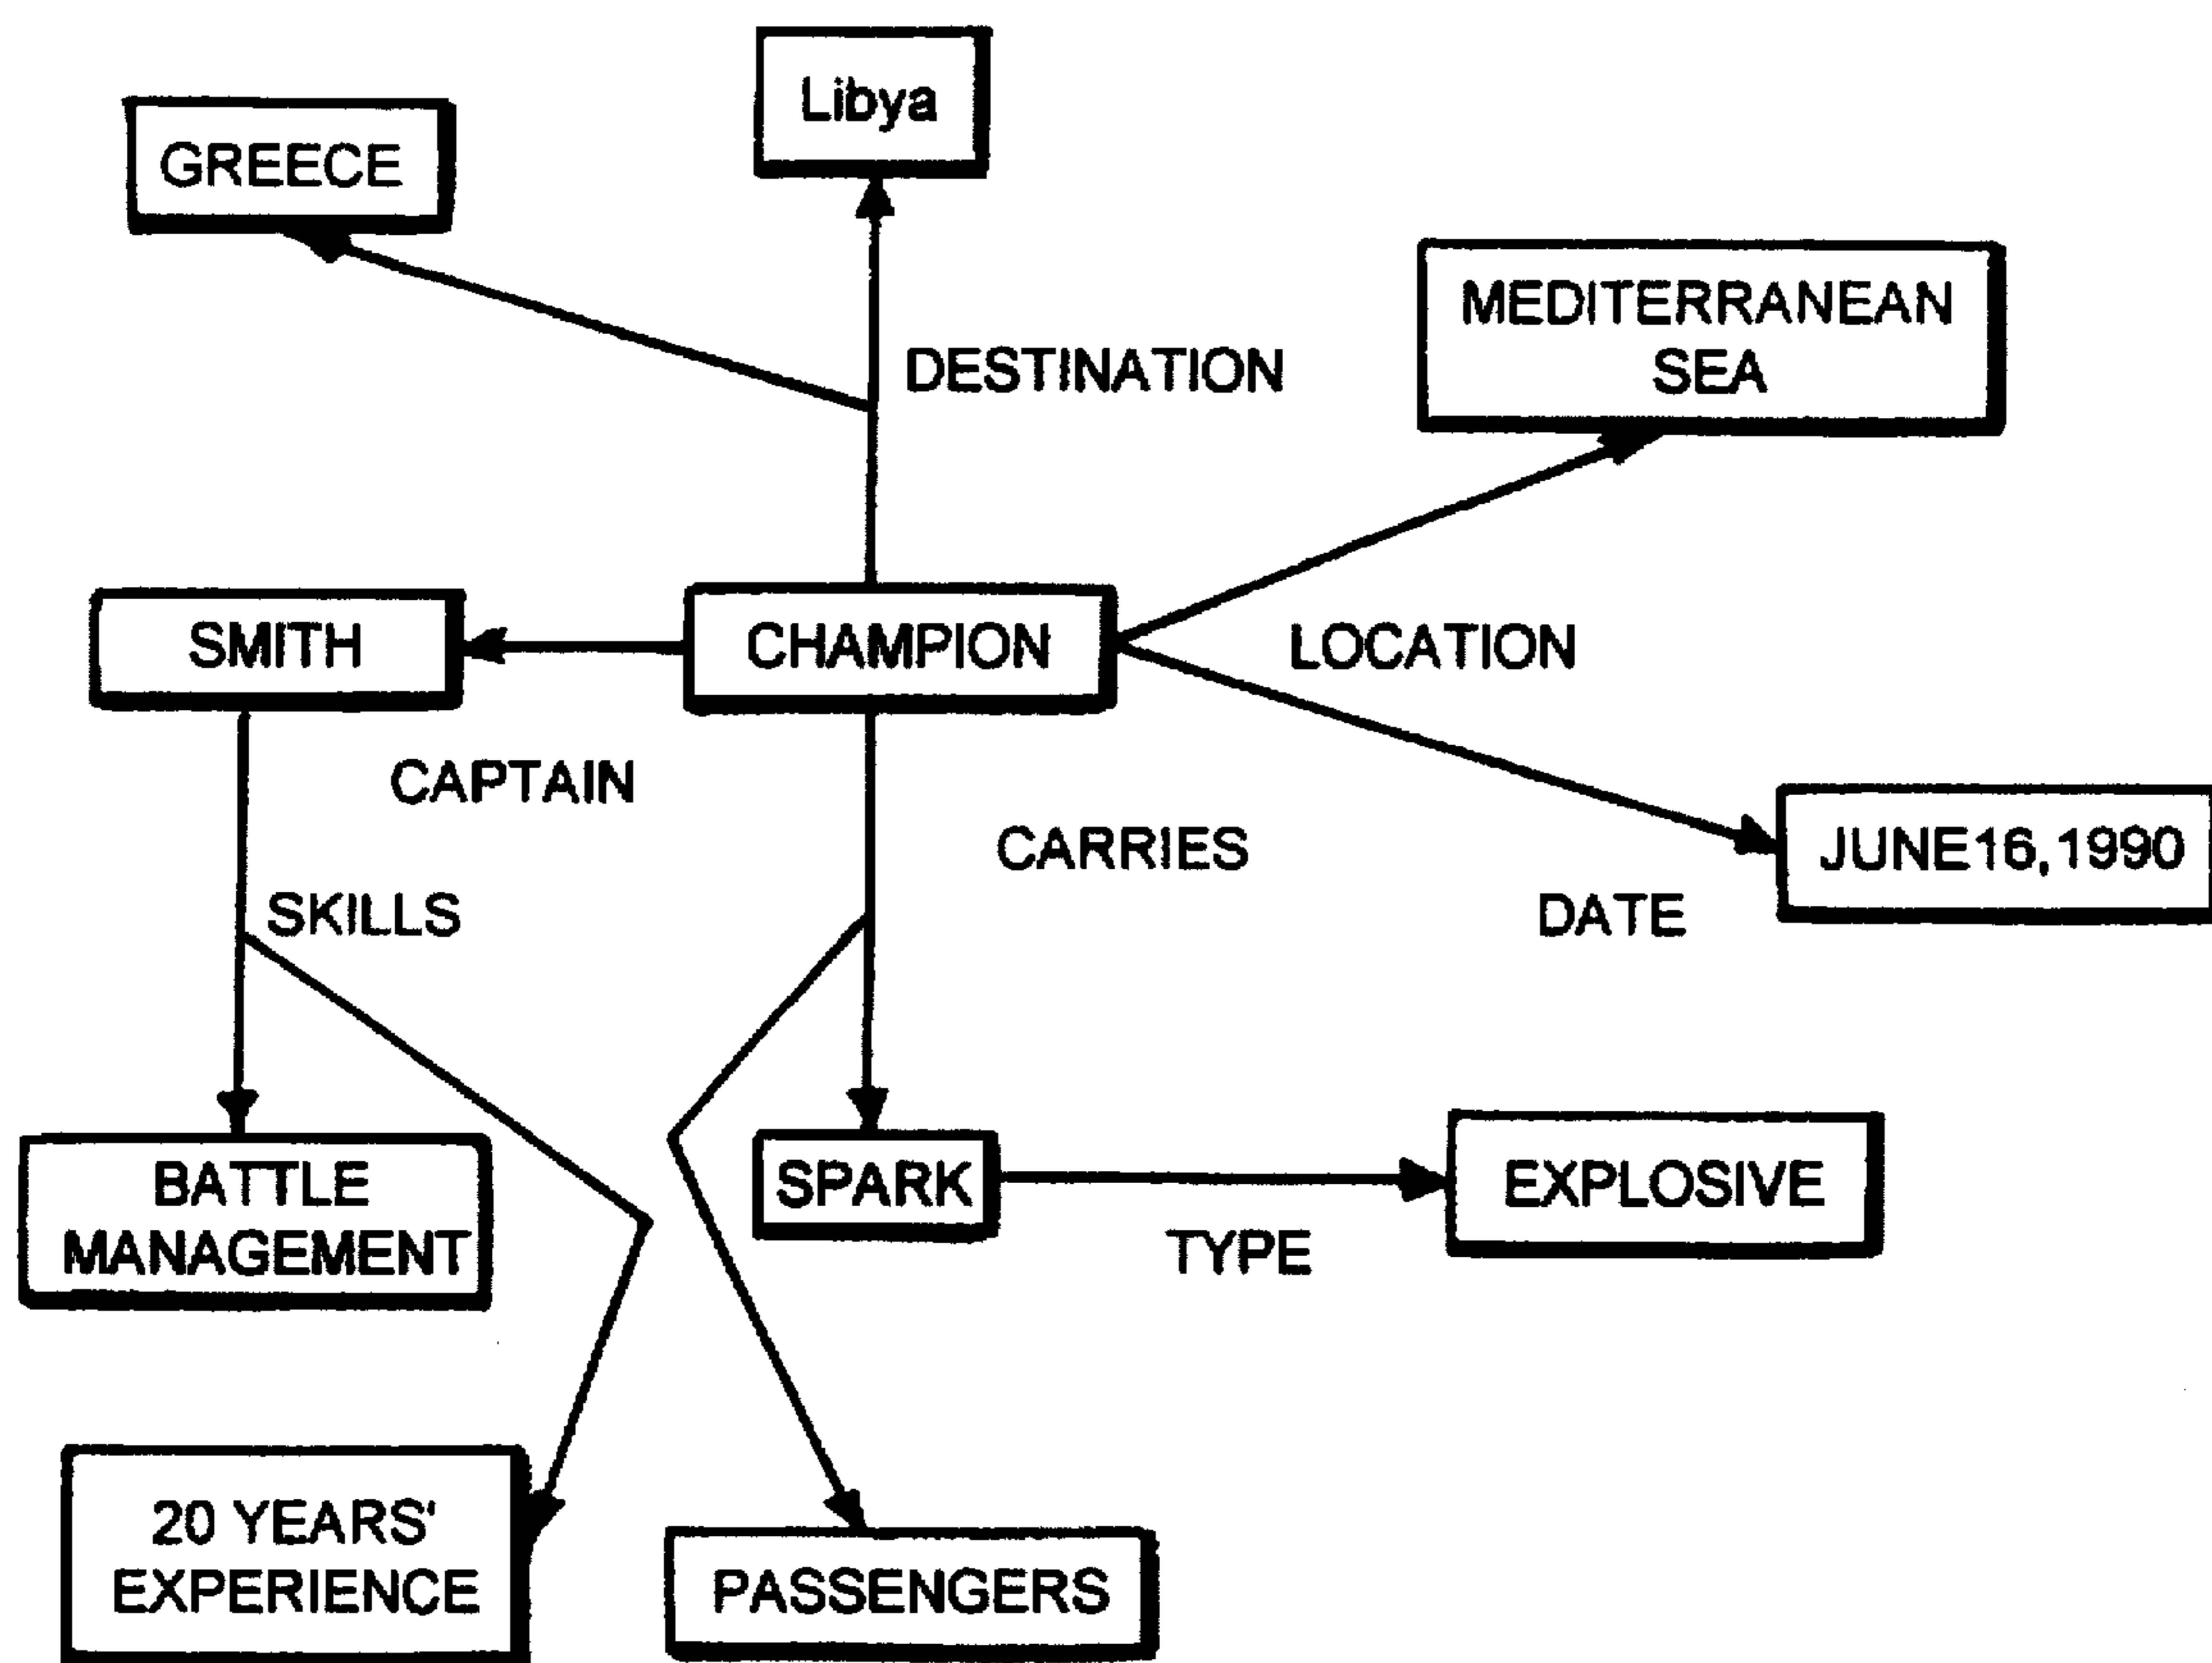 Libya
GREECE
MEDITERRANEAN
SEA
DESTINATION
SMITH
CHAMPION
LOCATION
CAPTAIN
CARRIES
JUNE16,1990
SKILLS
DATE
BATTLE
MANAGEMENT
SPARK
EXPLOSIVE
TYPE
20 YEARS'
EXPERIENCE
PASSENGERS